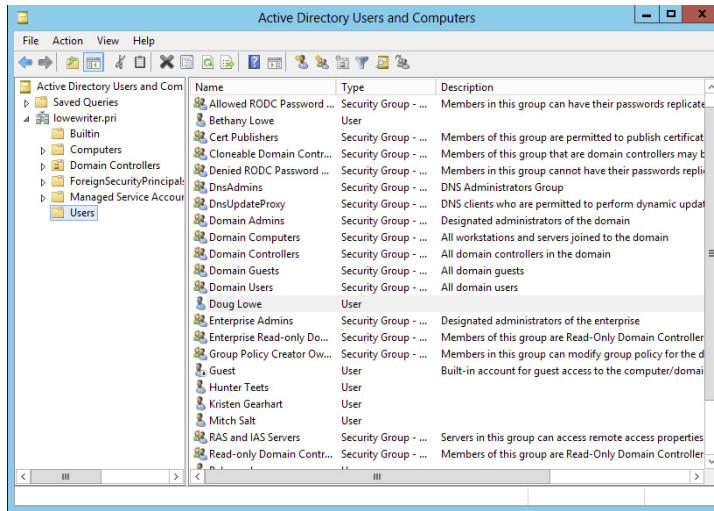 Active Directory Users and Computers
File Action View Help
Active Directory Users and Com
Saved Queries
lowewriter.pri
Builtin
Computers
Domain Controllers
ForeignSecurityPrincipals
Managed Service Accour
Users
Name Type Description
Allowed RODC Password ... Security Group - ... Members in this group can have their passwords replicate
Bethany Lowe User
Cert Publishers Security Group - ... Members of this group are permitted to publish certificat
Cloneable Domain Contr... Security Group - ... Members of this group that are domain controllers may b
Denied RODC Password ... Security Group - ... Members in this group cannot have their passwords repli
DnsAdmins Security Group - ... DNS Administrators Group
DnsUpdateProxy Security Group - ... DNS clients who are permitted to perform dynamic updat
Domain Admins Security Group - ... Designated administrators of the domain
Domain Computers Security Group - ... All workstations and servers joined to the domain
Domain Controllers Security Group - ... All domain controllers in the domain
Domain Guests Security Group - ... All domain guests
Domain Users Security Group - ... All domain users
Doug Lowe User
Enterprise Admins Security Group - ... Designated administrators of the enterprise
Enterprise Read-only Do... Security Group - ... Members of this group are Read-Only Domain Controller
Group Policy Creator Ow... Security Group - ... Members in this group can modify group policy for the d
Guest User Built-in account for guest access to the computer/domai
Hunter Teets User
Kristen Gearhart User
Mitch Salt User
RAS and IAS Servers Security Group - ... Servers in this group can access remote access properties
Read-only Domain Contr... Security Group - ... Members of this group are Read-Only Domain Controller